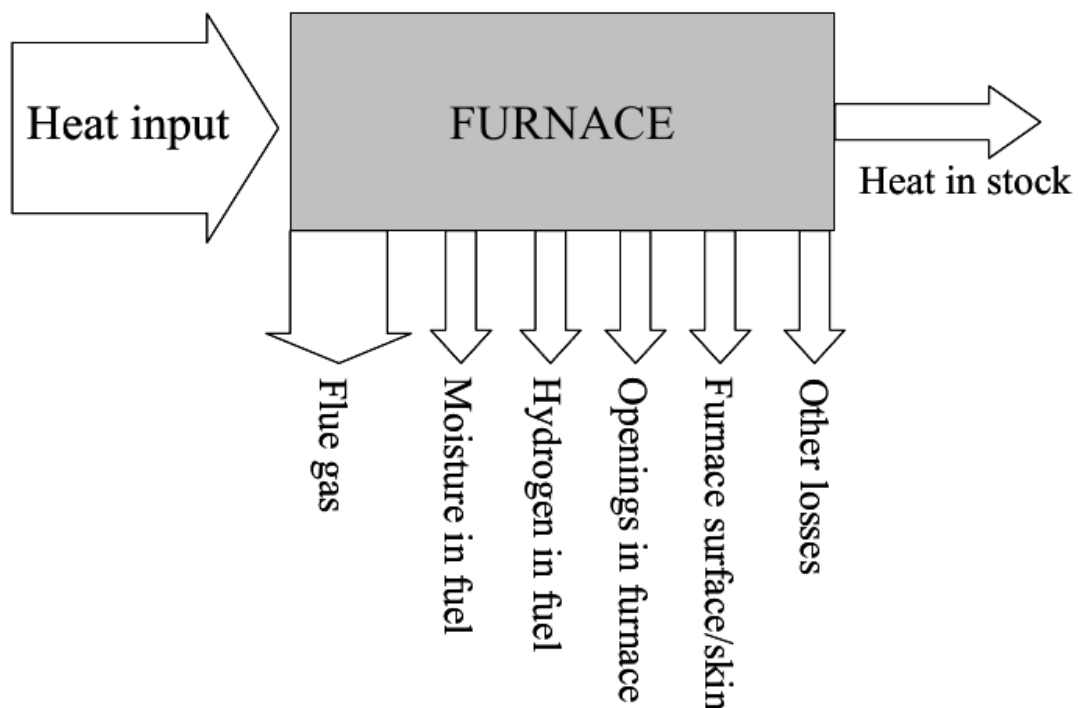 Heat input
FURNACE
Heat in stock
Flue gas
Moisture in fuel
Hydrogen in fuel
Openings in furnace
Furnace surface/skin
Other losses